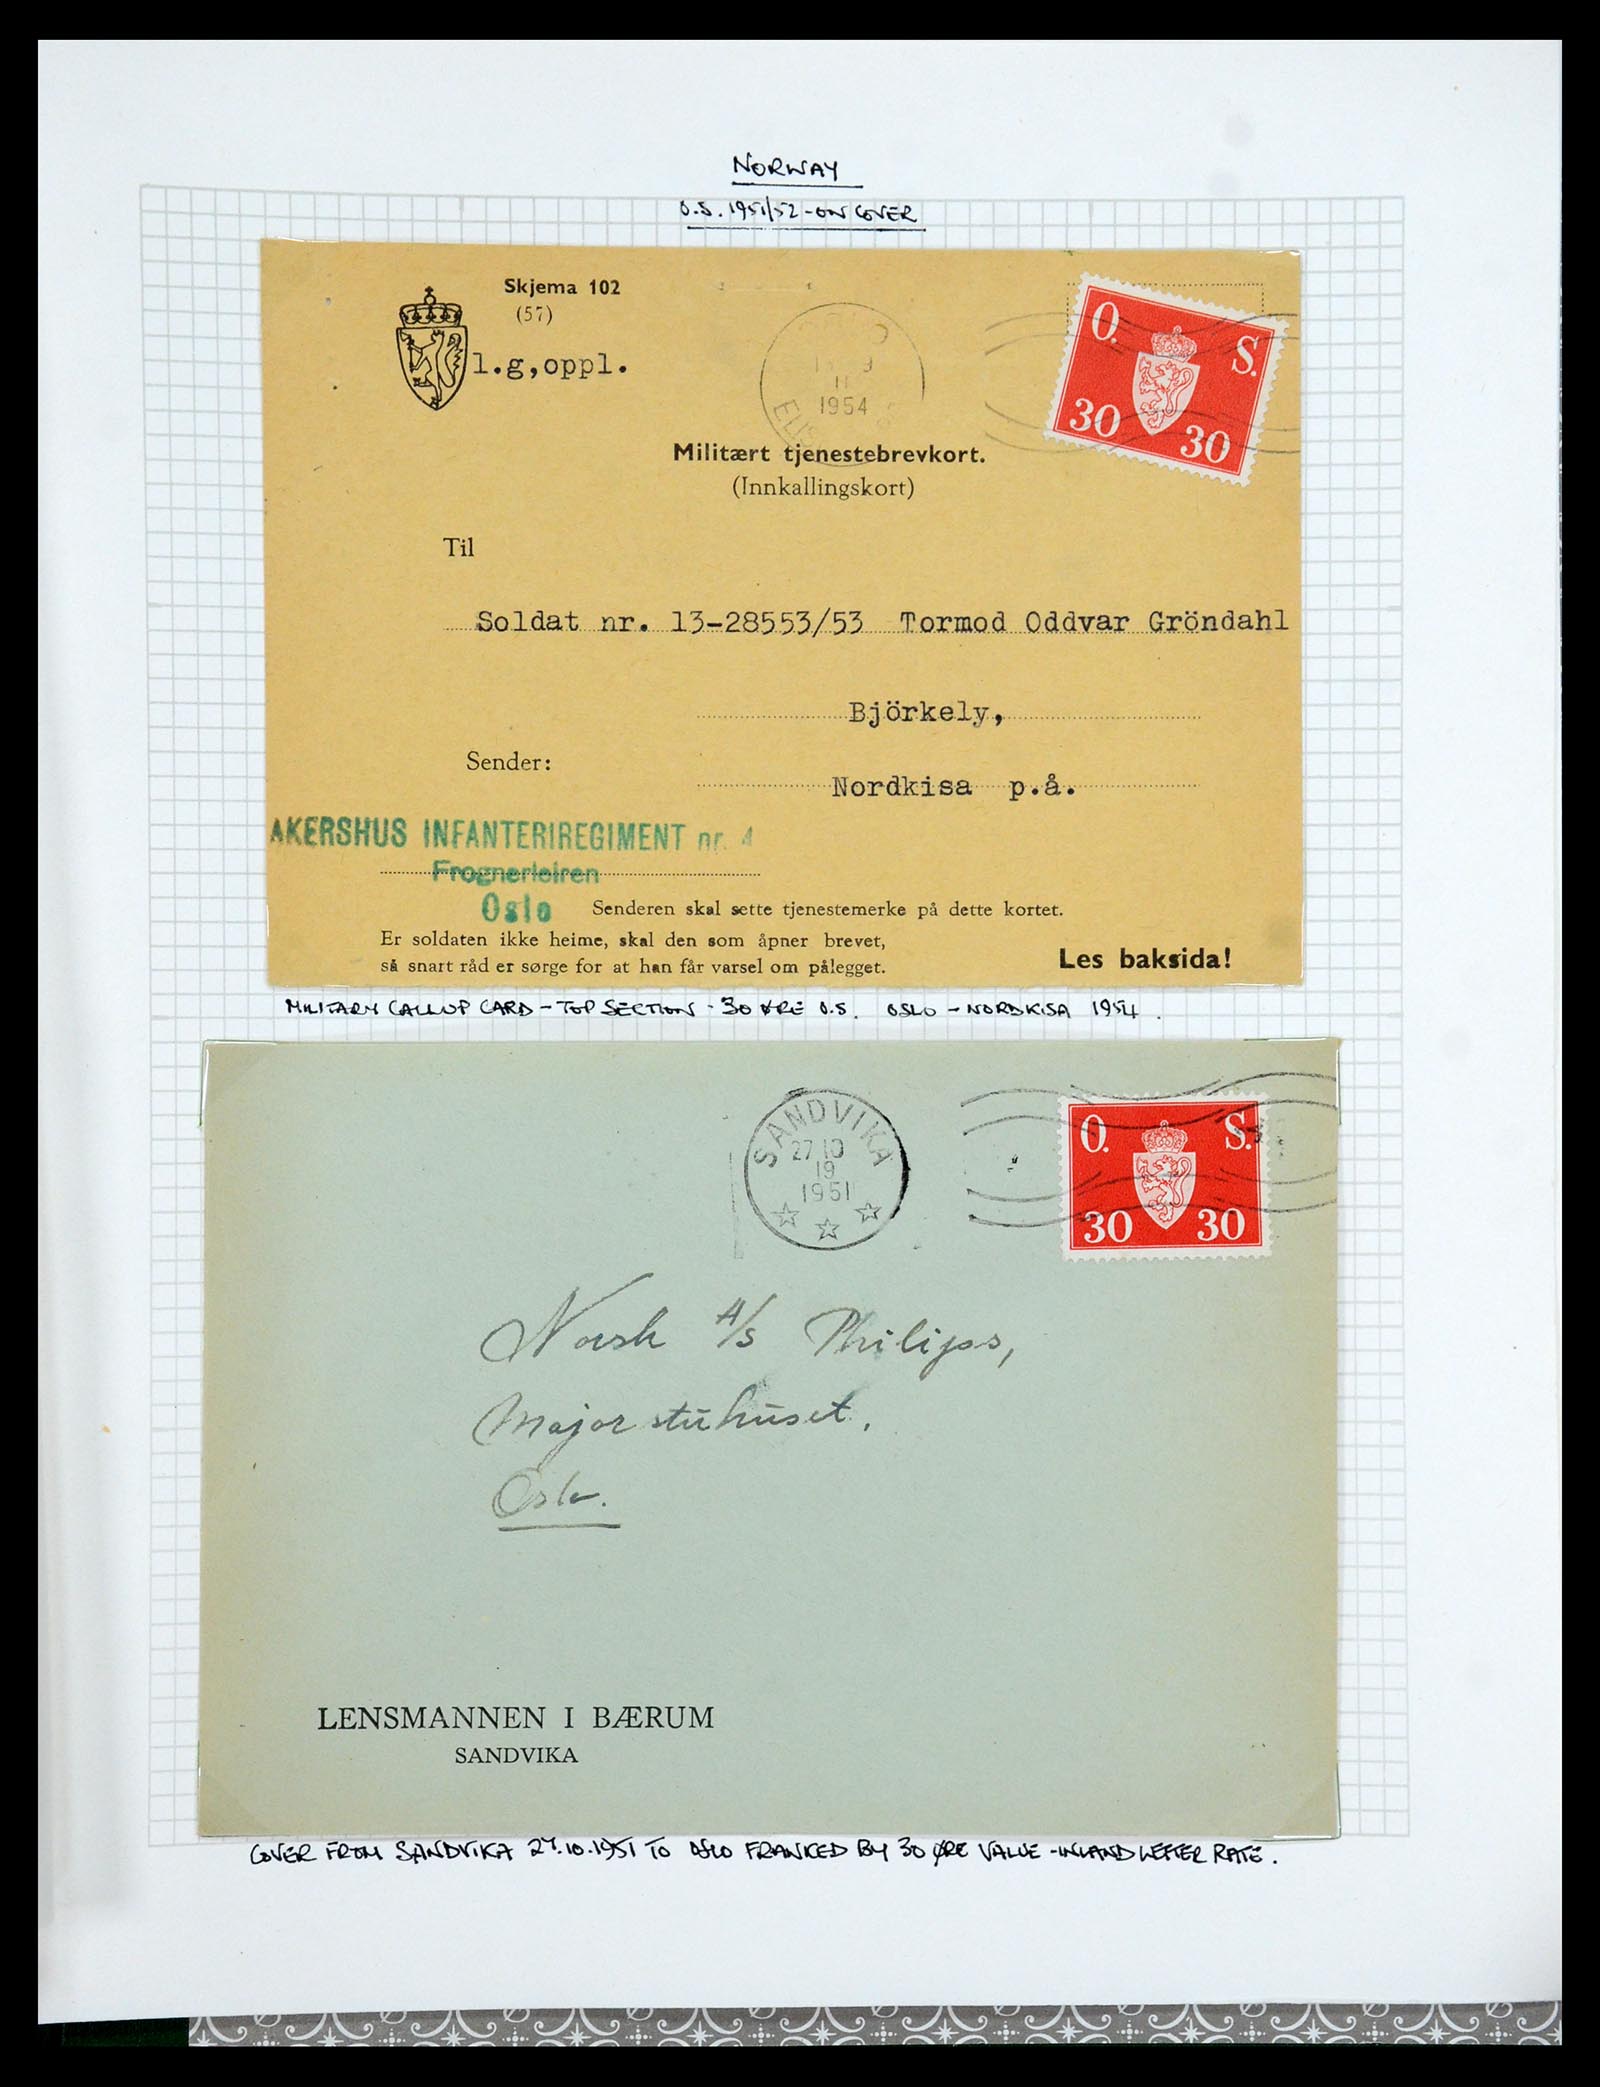 NORWAY
O.S. 1951/52 - ON COVER
Skjema 102
(57)
l.g,oppl.
1954
O. S.
30 30
Militært tjenestebrevkort.
(Innkallingskort)
Til
Soldat nr. 13-28553/53 Tormod Oddvar Gröndahl
Björkely,
Sender:
Nordkisa p.å.
AKERSHUS INFANTERIREGIMENT nr. 4
Frognerleiren
Oslo
Senderen skal sette tjenestemerke på dette kortet.
Er soldaten ikke heime, skal den som åpner brevet,
så snart råd er sørge for at han får varsel om pålegget.
Les baksida!
MILITARY CALLUP CARD - TOP SECTION - 30 ØRE O.S. OSLO - NORDKISA 1954.
SANDVIKA
27 10
19
1951
O. S.
30 30
Norsk A/S Philips,
Majorstuhuset.
Oslo.
LENSMANNEN I BÆRUM
SANDVIKA
COVER FROM SANDVIKA 27.10.1951 TO OSLO FRANKED BY 30 ØRE VALUE - INLAND LETTER RATE.